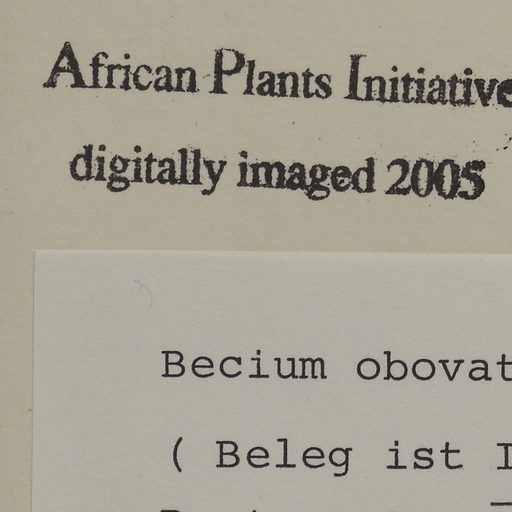 African Plants Initiative
digitally imaged 2005
Becium obovat
( Beleg ist